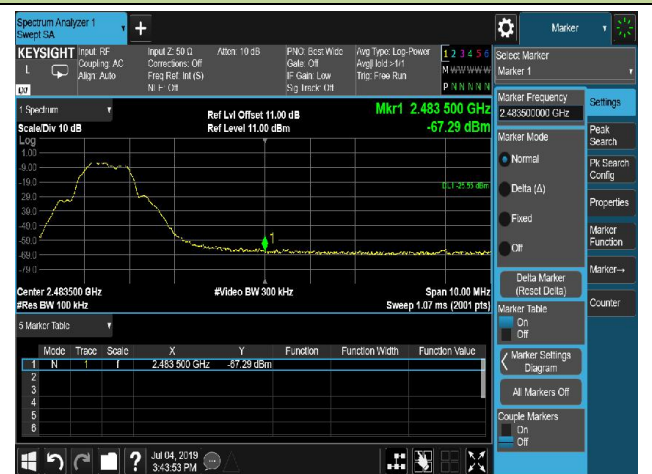 Spectrum Analyzer 1
Swept SA
+
Marker
KEYSIGHT
Input: RF
Coupling: AC
Align: Auto
Input Z: 50 Ω
Corrections: Off
Freq Ref: Int (S)
NFE: Off
Atten: 10 dB
PNO: Best Wide
Gate: Off
IF Gain: Low
Sig Track: Off
Avg Type: Log-Power
Avg|Hold >1/1
Trig: Free Run
1 2 3 4 5 6
M W W W W W
P N N N N N
Select Marker
Marker 1
1 Spectrum
Scale/Div 10 dB
Log
Ref Lvl Offset 11.00 dB
Ref Level 11.00 dBm
Mkr1 2.483 500 GHz
-67.29 dBm
1.00
-9.00
-19.0
-29.0
-39.0
-49.0
-59.0
-69.0
-79.0
1
Center 2.483500 GHz
#Res BW 100 kHz
#Video BW 300 kHz
Span 10.00 MHz
Sweep 1.07 ms (2001 pts)
5 Marker Table
Mode Trace Scale X Y Function Function Width Function Value
1 N 1 f 2.483 500 GHz -67.29 dBm
2
3
4
5
6
Marker Frequency
2.483500000 GHz
Marker Mode
Normal
Delta (Δ)
Fixed
Off
Delta Marker
(Reset Delta)
Marker Table
On
Off
Marker Settings
Diagram
All Markers Off
Couple Markers
On
Off
Settings
Peak
Search
Pk Search
Config
Properties
Marker
Function
Marker→
Counter
?
Jul 04, 2019
3:43:53 PM